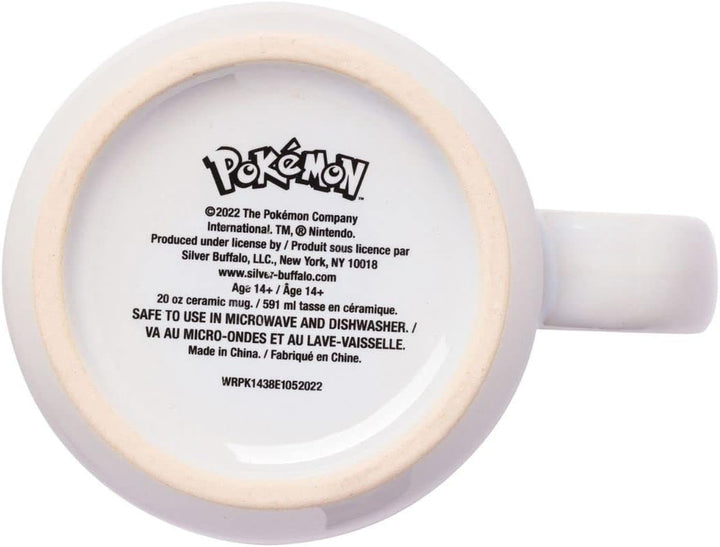 POKéMON™
©2022 The Pokémon Company
International. TM, ® Nintendo.
Produced under license by / Produit sous licence par
Silver Buffalo, LLC., New York, NY 10018
www.silver-buffalo.com
Age 14+ / Âge 14+
20 oz ceramic mug. / 591 ml tasse en céramique.
SAFE TO USE IN MICROWAVE AND DISHWASHER. /
VA AU MICRO-ONDES ET AU LAVE-VAISSELLE.
Made in China. / Fabriqué en Chine.
WRPK1438E1052022